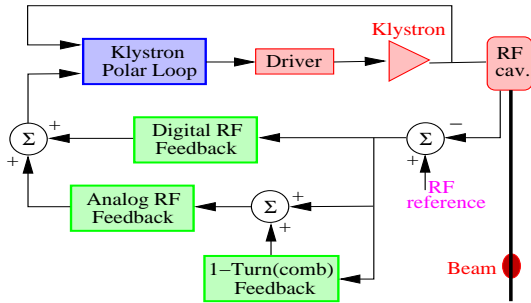 Klystron
Klystron
Polar Loop
Driver
RF
cav.
Σ
+
+
Digital RF
Feedback
Σ
−
+
RF
reference
Analog RF
Feedback
Σ
+
+
1−Turn(comb)
Feedback
Beam